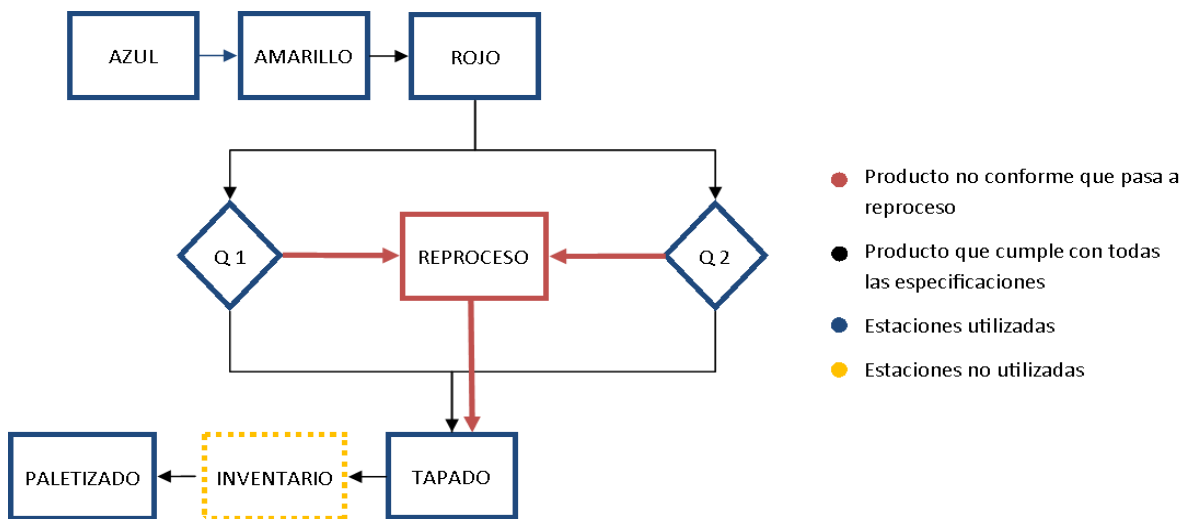 AZUL
AMARILLO
ROJO
Q 1
REPROCESO
Q 2
PALETIZADO
INVENTARIO
TAPADO
Producto no conforme que pasa a
reproceso
Producto que cumple con todas
las especificaciones
Estaciones utilizadas
Estaciones no utilizadas